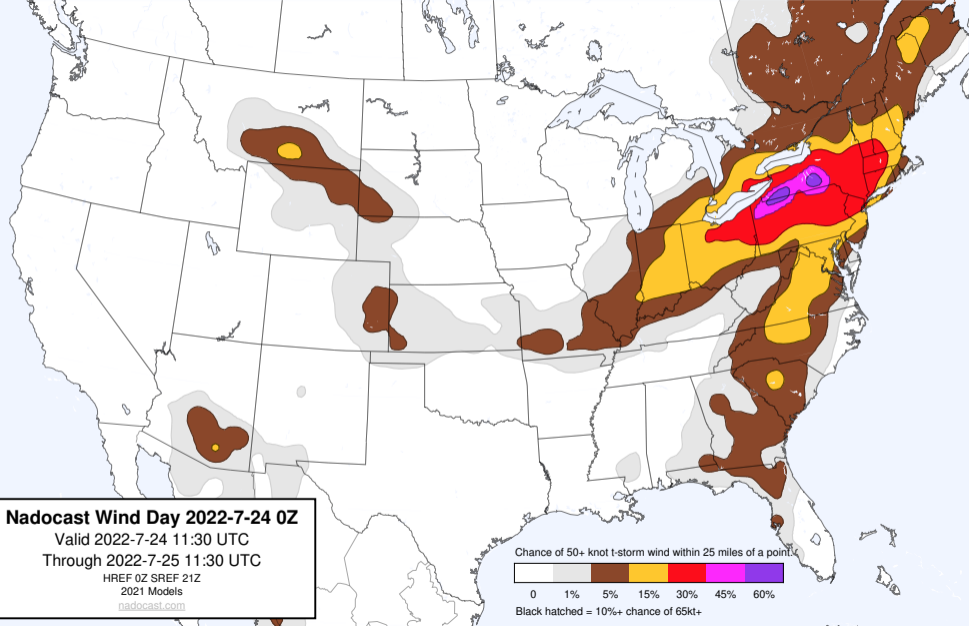 Nadocast Wind Day 2022-7-24 0Z
Valid 2022-7-24 11:30 UTC
Through 2022-7-25 11:30 UTC
HREF 0Z SREF 21Z
2021 Models
nadocast.com
Chance of 50+ knot t-storm wind within 25 miles of a point.
0 1% 5% 15% 30% 45% 60%
Black hatched = 10%+ chance of 65kt+